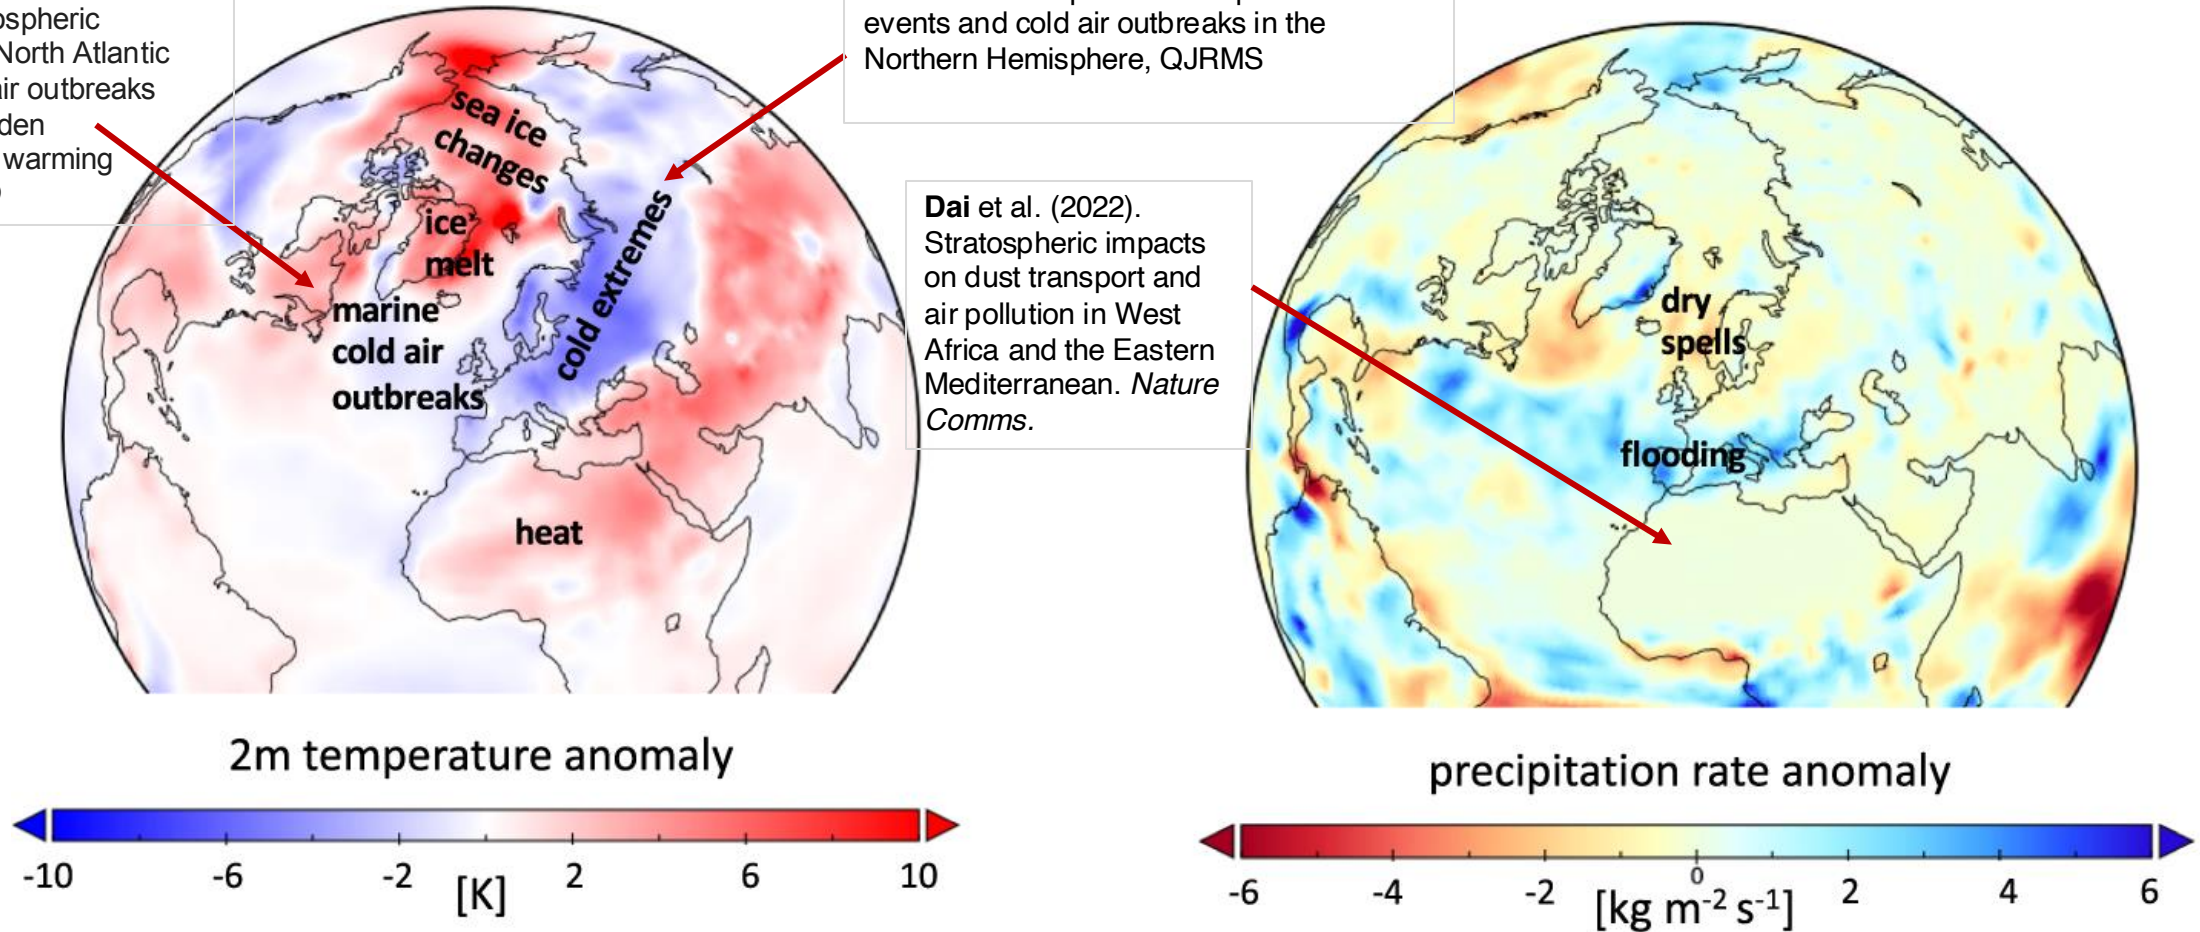 North Atlantic
air outbreaks
warming
events and cold air outbreaks in the
Northern Hemisphere, QJRMS
sea ice
changes
ice
melt
marine
cold air
outbreaks
cold extremes
heat
Dai et al. (2022).
Stratospheric impacts
on dust transport and
air pollution in West
Africa and the Eastern
Mediterranean. Nature
Comms.
dry
spells
flooding
2m temperature anomaly
-10 -6 -2 2 6 10
[K]
precipitation rate anomaly
-6 -4 -2 0 2 4 6
[kg m⁻² s⁻¹]